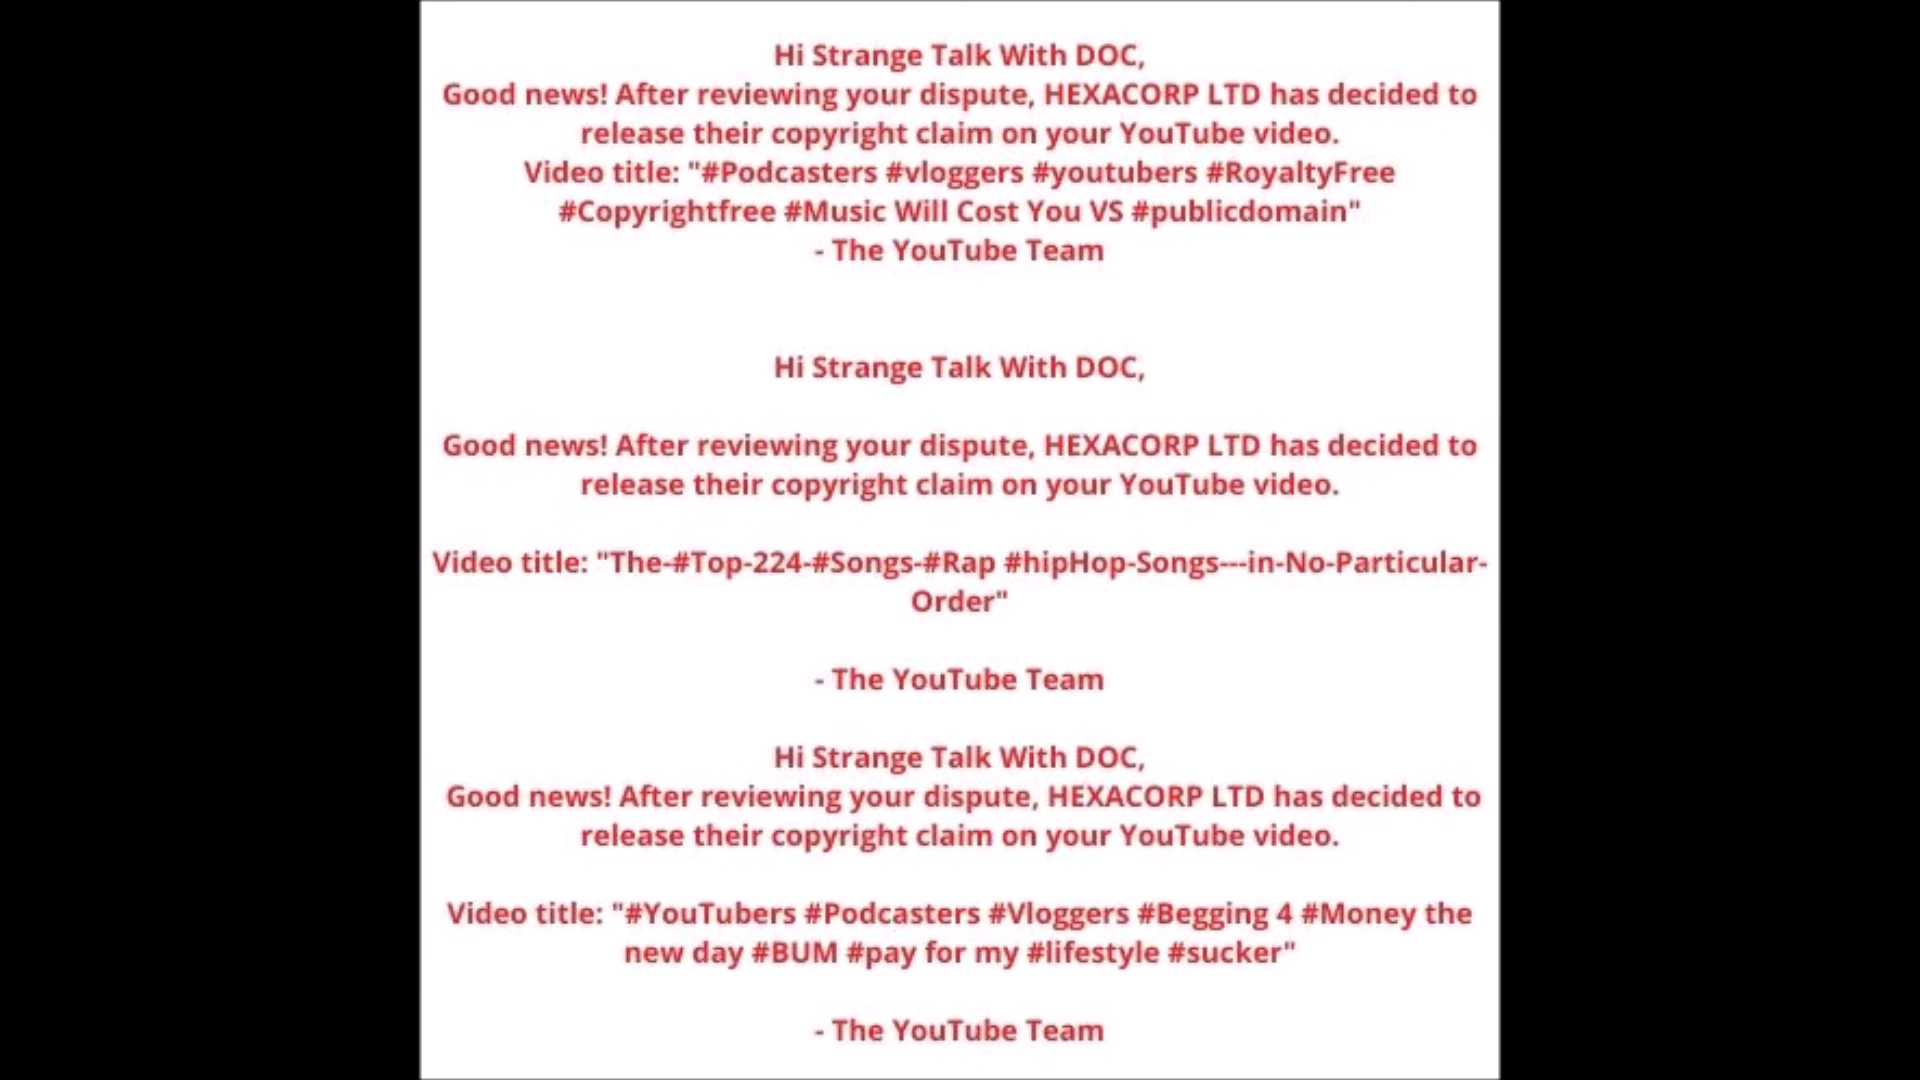 Hi Strange Talk With DOC,
Good news! After reviewing your dispute, HEXACORP LTD has decided to
release their copyright claim on your YouTube video.
Video title: "#Podcasters #vloggers #youtubers #RoyaltyFree
#Copyrightfree #Music Will Cost You VS #publicdomain"
- The YouTube Team
Hi Strange Talk With DOC,
Good news! After reviewing your dispute, HEXACORP LTD has decided to
release their copyright claim on your YouTube video.
Video title: "The-#Top-224-#Songs-#Rap #hipHop-Songs---in-No-Particular-
Order"
- The YouTube Team
Hi Strange Talk With DOC,
Good news! After reviewing your dispute, HEXACORP LTD has decided to
release their copyright claim on your YouTube video.
Video title: "#YouTubers #Podcasters #Vloggers #Begging 4 #Money the
new day #BUM #pay for my #lifestyle #sucker"
- The YouTube Team